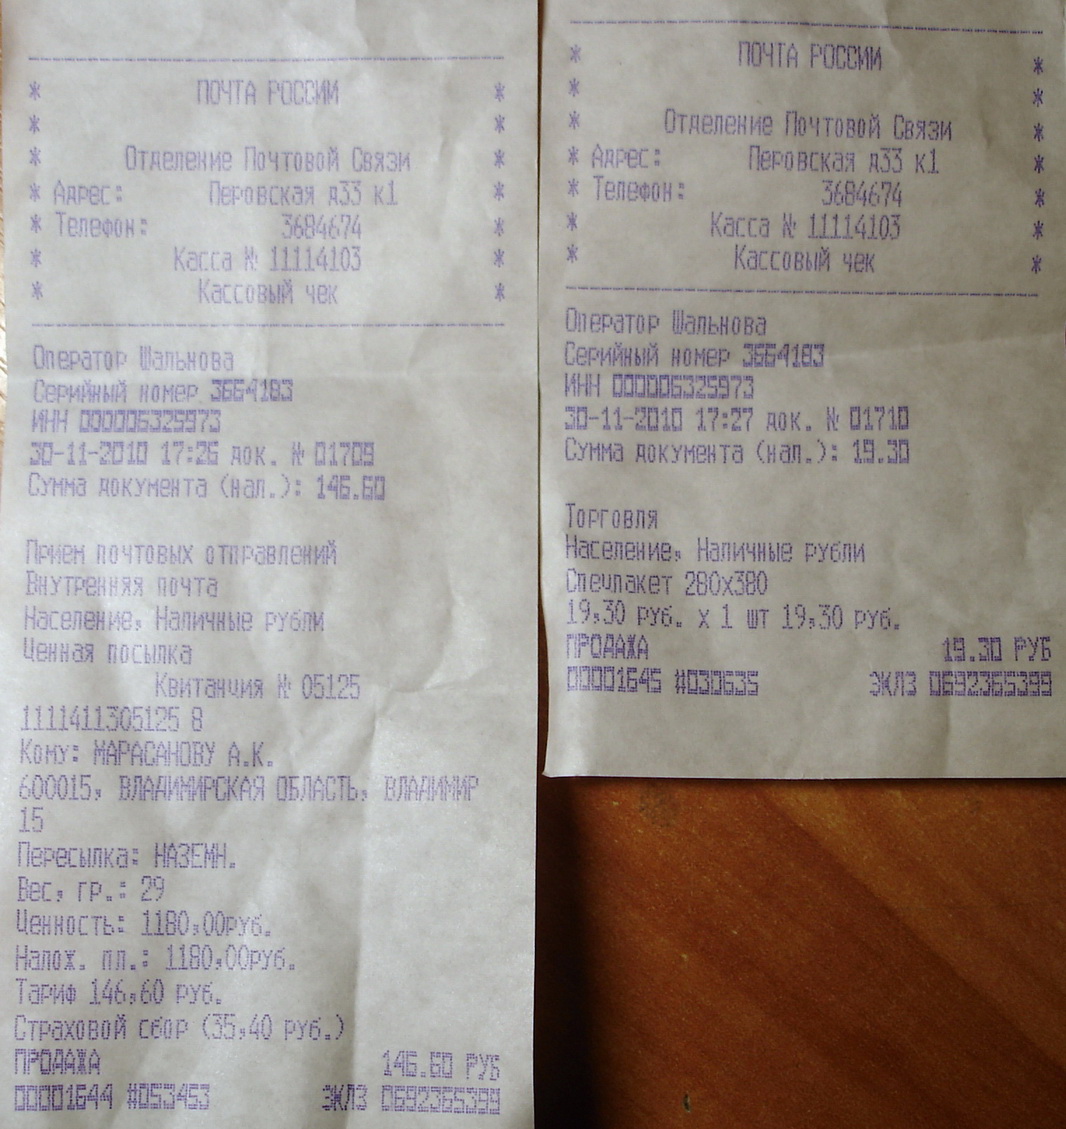 ПОЧТА РОССИИ
Отделение Почтовой Связи
Адрес: Перовская д33 к1
Телефон: 3684674
Касса № 11114103
Кассовый чек
Оператор Шальнова
Серийный номер 3664183
ИНН 000006325973
30-11-2010 17:26 док. № 01709
Сумма документа (нал.): 146.60
Прием почтовых отправлений
Внутренняя почта
Население, Наличные рубли
Ценная посылка
Квитанция № 05125
1111411305125 8
Кому: МАРАСАНОВУ А.К.
600015, ВЛАДИМИРСКАЯ ОБЛАСТЬ, ВЛАДИМИР
15
Пересылка: НАЗЕМН.
Вес, гр.: 29
Ценность: 1180,00руб.
Налож. пл.: 1180,00руб.
Тариф 146,60 руб.
Страховой сбор (35,40 руб.)
ПРОДАЖА 146.60 РУБ
00001644 #053453 ЭКЛЗ 0692365399
ПОЧТА РОССИИ
Отделение Почтовой Связи
Адрес: Перовская д33 к1
Телефон: 3684674
Касса № 11114103
Кассовый чек
Оператор Шальнова
Серийный номер 3664183
ИНН 000006325973
30-11-2010 17:27 док. № 01710
Сумма документа (нал.): 19.30
Торговля
Население, Наличные рубли
Спецпакет 280x380
19,30 руб. x 1 шт 19,30 руб.
ПРОДАЖА 19.30 РУБ
00001645 #030635 ЭКЛЗ 0692365399